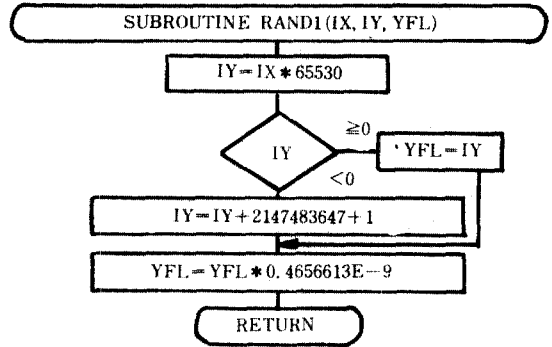 SUBROUTINE RAND1(IX, IY, YFL)
IY=IX*65530
IY
≧0
YFL=IY
<0
IY=IY+2147483647+1
YFL=YFL*0.4656613E-9
RETURN